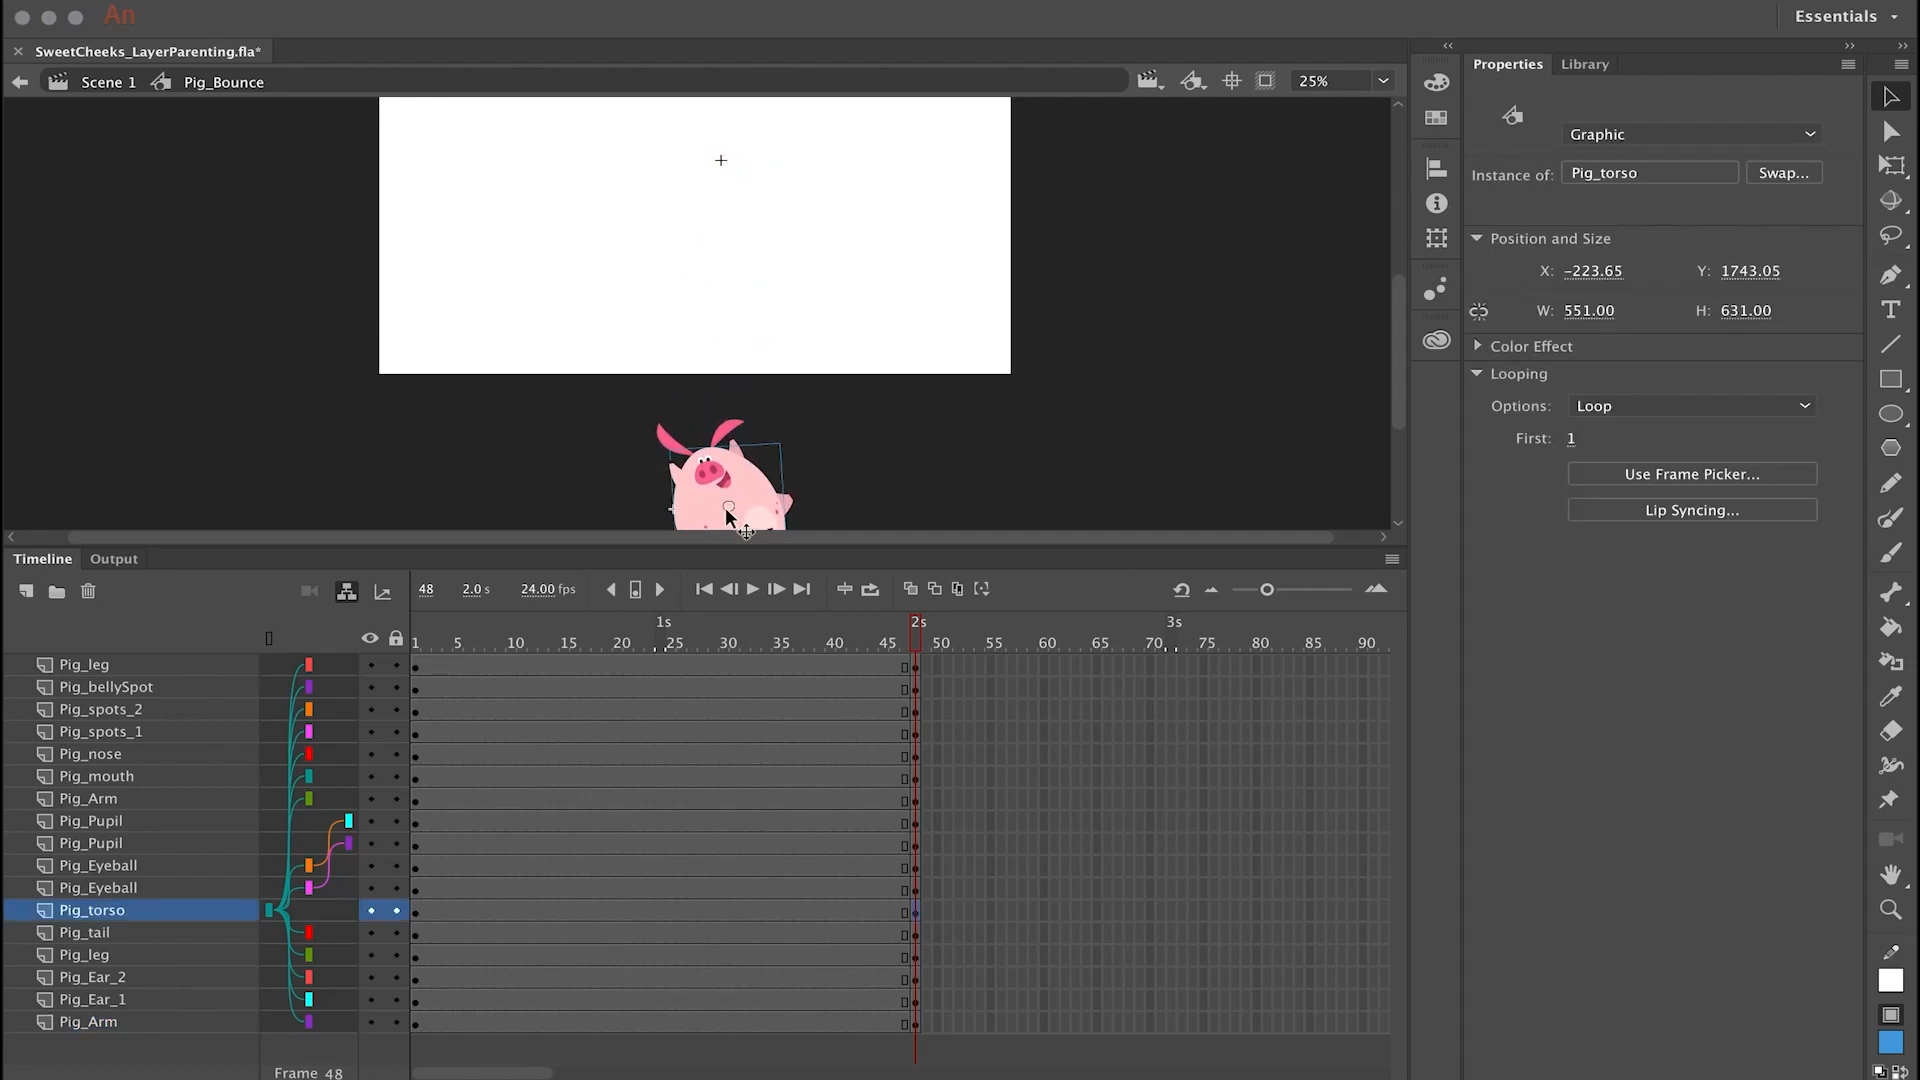 An
Essentials
SweetCheeks_LayerParenting.fla*
Scene 1
Pig_Bounce
25%
Properties
Library
Graphic
Instance of:
Pig_torso
Swap...
Position and Size
X: -223.65
Y: 1743.05
W: 551.00
H: 631.00
Color Effect
Looping
Options:
Loop
First:
1
Use Frame Picker...
Lip Syncing...
Timeline
Output
48
2.0 s
24.00 fps
1s
2s
3s
1 5 10 15 20 25 30 35 40 45 50 55 60 65 70 75 80 85 90
Pig_leg
Pig_bellySpot
Pig_spots_2
Pig_spots_1
Pig_nose
Pig_mouth
Pig_Arm
Pig_Pupil
Pig_Pupil
Pig_Eyeball
Pig_Eyeball
Pig_torso
Pig_tail
Pig_leg
Pig_Ear_2
Pig_Ear_1
Pig_Arm
Frame 48